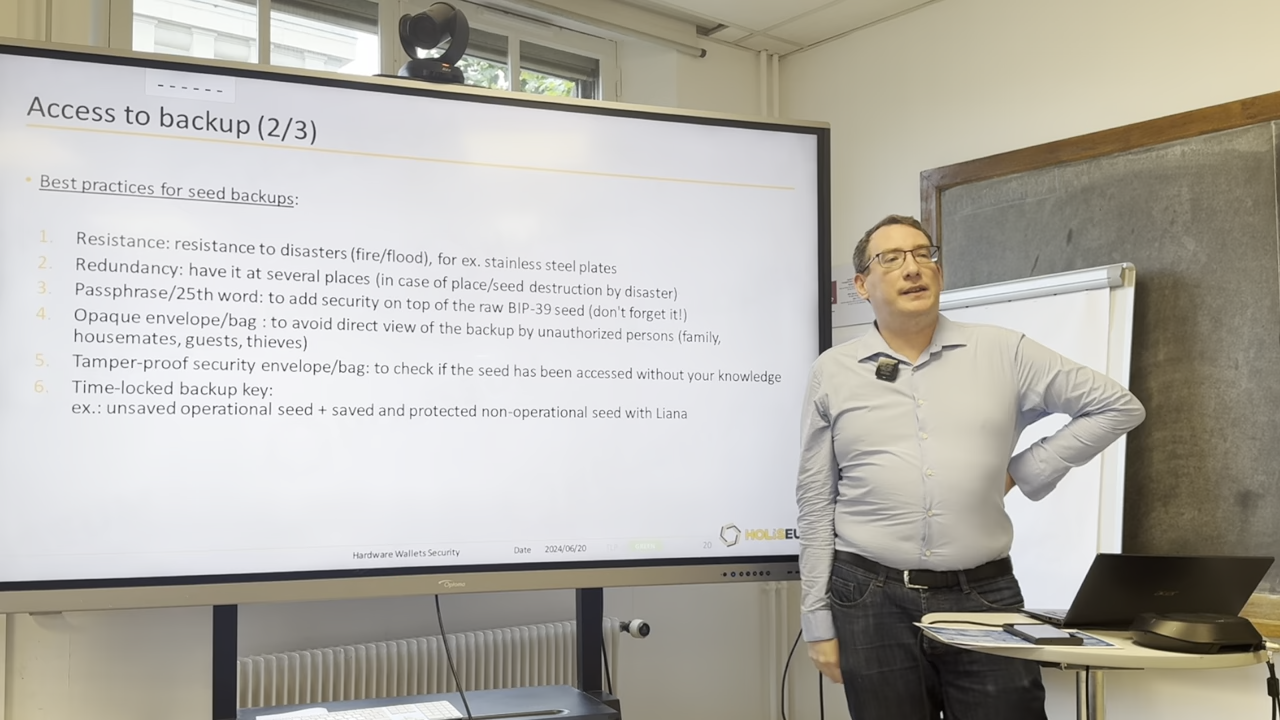 - - - - - -
Access to backup (2/3)
• Best practices for seed backups:
1. Resistance: resistance to disasters (fire/flood), for ex. stainless steel plates
2. Redundancy: have it at several places (in case of place/seed destruction by disaster)
3. Passphrase/25th word: to add security on top of the raw BIP-39 seed (don't forget it!)
4. Opaque envelope/bag : to avoid direct view of the backup by unauthorized persons (family,
housemates, guests, thieves)
5. Tamper-proof security envelope/bag: to check if the seed has been accessed without your knowledge
6. Time-locked backup key:
ex.: unsaved operational seed + saved and protected non-operational seed with Liana
Hardware Wallets Security Date 2024/06/20 20
HOLiSEU
Optoma
acer